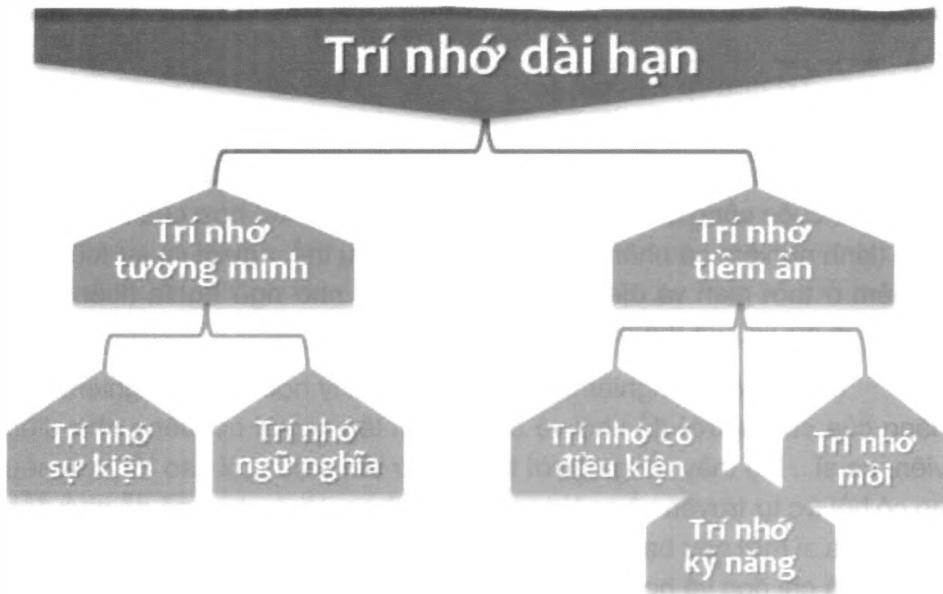 Trí nhớ dài hạn
Trí nhớ
tường minh
Trí nhớ
tiềm ẩn
Trí nhớ
sự kiện
Trí nhớ
ngữ nghĩa
Trí nhớ có
điều kiện
Trí nhớ
kỹ năng
Trí nhớ
mồi